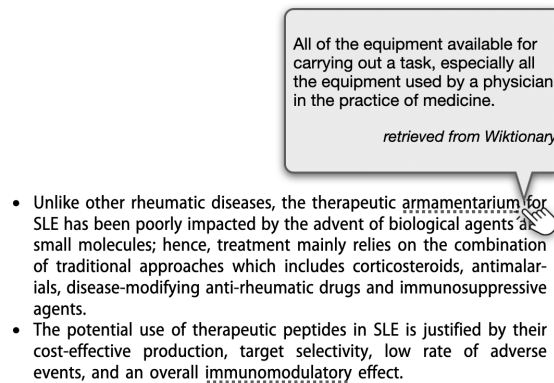 All of the equipment available for
carrying out a task, especially all
the equipment used by a physician
in the practice of medicine.
retrieved from Wiktionary
• Unlike other rheumatic diseases, the therapeutic armamentarium for
SLE has been poorly impacted by the advent of biological agents
small molecules; hence, treatment mainly relies on the combination
of traditional approaches which includes corticosteroids, antimalar-
ials, disease-modifying anti-rheumatic drugs and immunosuppressive
agents.
• The potential use of therapeutic peptides in SLE is justified by their
cost-effective production, target selectivity, low rate of adverse
events, and an overall immunomodulatory effect.